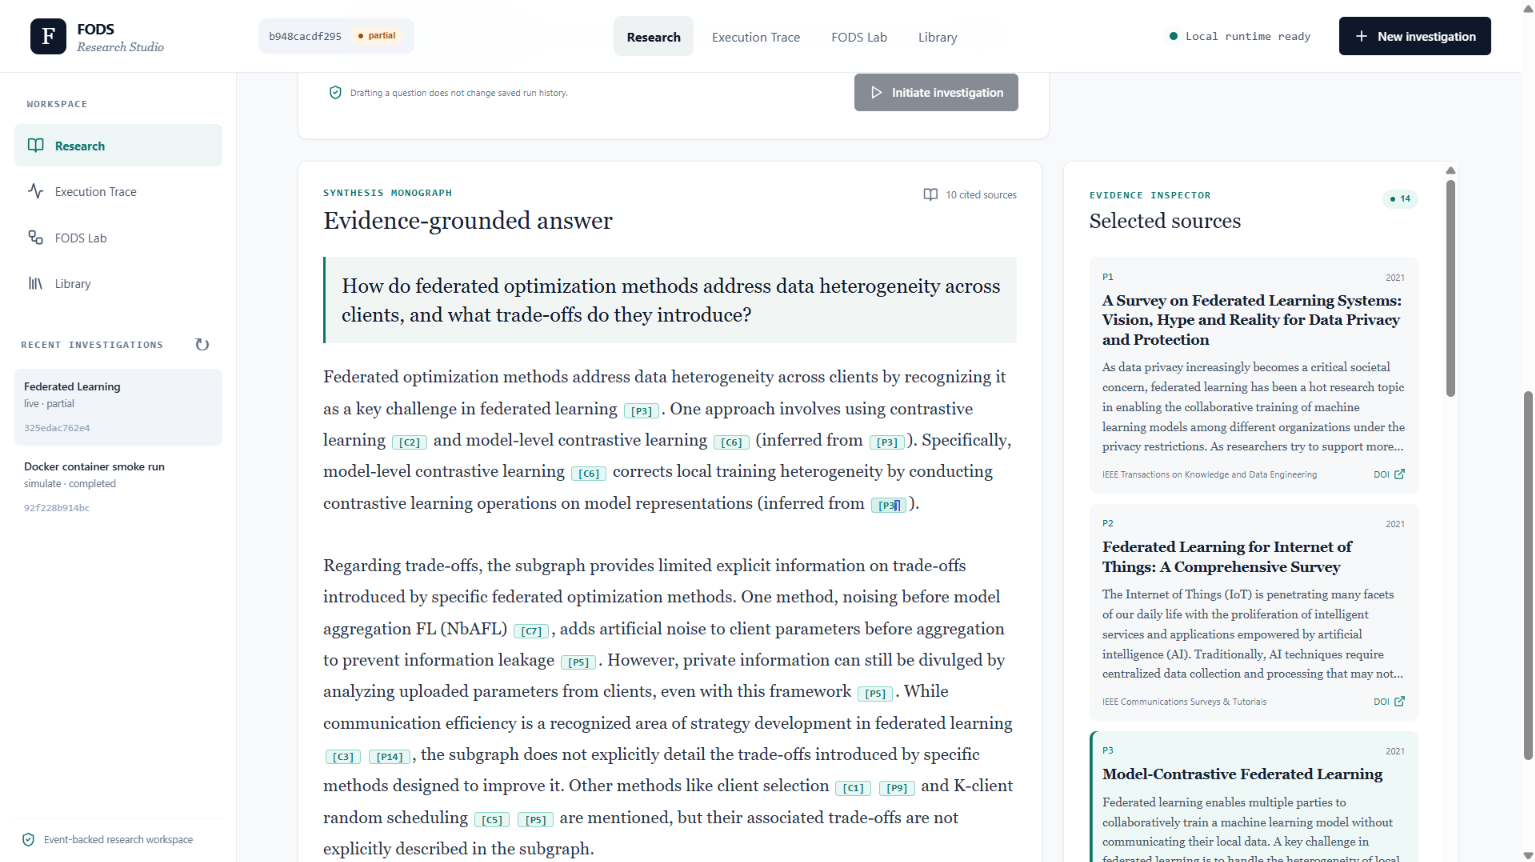 F
FODS
Research Studio
b948cacdf295
partial
Research
Execution Trace
FODS Lab
Library
Local runtime ready
New investigation
WORKSPACE
Research
Execution Trace
FODS Lab
Library
RECENT INVESTIGATIONS
Federated Learning
live · partial
325edac762e4
Docker container smoke run
simulate · completed
92f228b914bc
Event-backed research workspace
Drafting a question does not change saved run history.
Initiate investigation
SYNTHESIS MONOGRAPH
10 cited sources
Evidence-grounded answer
How do federated optimization methods address data heterogeneity across
clients, and what trade-offs do they introduce?
Federated optimization methods address data heterogeneity across clients by recognizing it
as a key challenge in federated learning [P3] . One approach involves using contrastive
learning [C2] and model-level contrastive learning [C6] (inferred from [P3] ). Specifically,
model-level contrastive learning [C6] corrects local training heterogeneity by conducting
contrastive learning operations on model representations (inferred from [P3] ).
Regarding trade-offs, the subgraph provides limited explicit information on trade-offs
introduced by specific federated optimization methods. One method, noising before model
aggregation FL (NbAFL) [C7] , adds artificial noise to client parameters before aggregation
to prevent information leakage [P5] . However, private information can still be divulged by
analyzing uploaded parameters from clients, even with this framework [P5] . While
communication efficiency is a recognized area of strategy development in federated learning
[C3] [P14] , the subgraph does not explicitly detail the trade-offs introduced by specific
methods designed to improve it. Other methods like client selection [C1] [P9] and K-client
random scheduling [C5] [P5] are mentioned, but their associated trade-offs are not
explicitly described in the subgraph.
EVIDENCE INSPECTOR
14
Selected sources
P1
2021
A Survey on Federated Learning Systems:
Vision, Hype and Reality for Data Privacy
and Protection
As data privacy increasingly becomes a critical societal
concern, federated learning has been a hot research topic
in enabling the collaborative training of machine
learning models among different organizations under the
privacy restrictions. As researchers try to support more...
IEEE Transactions on Knowledge and Data Engineering
DOI
P2
2021
Federated Learning for Internet of
Things: A Comprehensive Survey
The Internet of Things (IoT) is penetrating many facets
of our daily life with the proliferation of intelligent
services and applications empowered by artificial
intelligence (AI). Traditionally, AI techniques require
centralized data collection and processing that may not...
IEEE Communications Surveys & Tutorials
DOI
P3
2021
Model-Contrastive Federated Learning
Federated learning enables multiple parties to
collaboratively train a machine learning model without
communicating their local data. A key challenge in
federated learning is to handle the heterogeneity of local